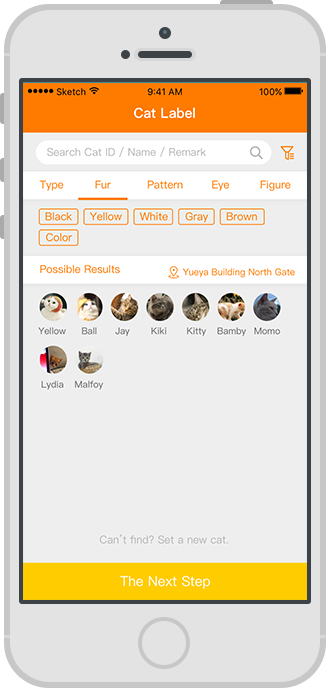 Sketch 9:41 AM 100%
Cat Label
Search Cat ID / Name / Remark
Type Fur Pattern Eye Figure
Black Yellow White Gray Brown
Color
Possible Results Yueya Building North Gate
Yellow Ball Jay Kiki Kitty Bamby Momo
Lydia Malfoy
Can't find? Set a new cat.
The Next Step